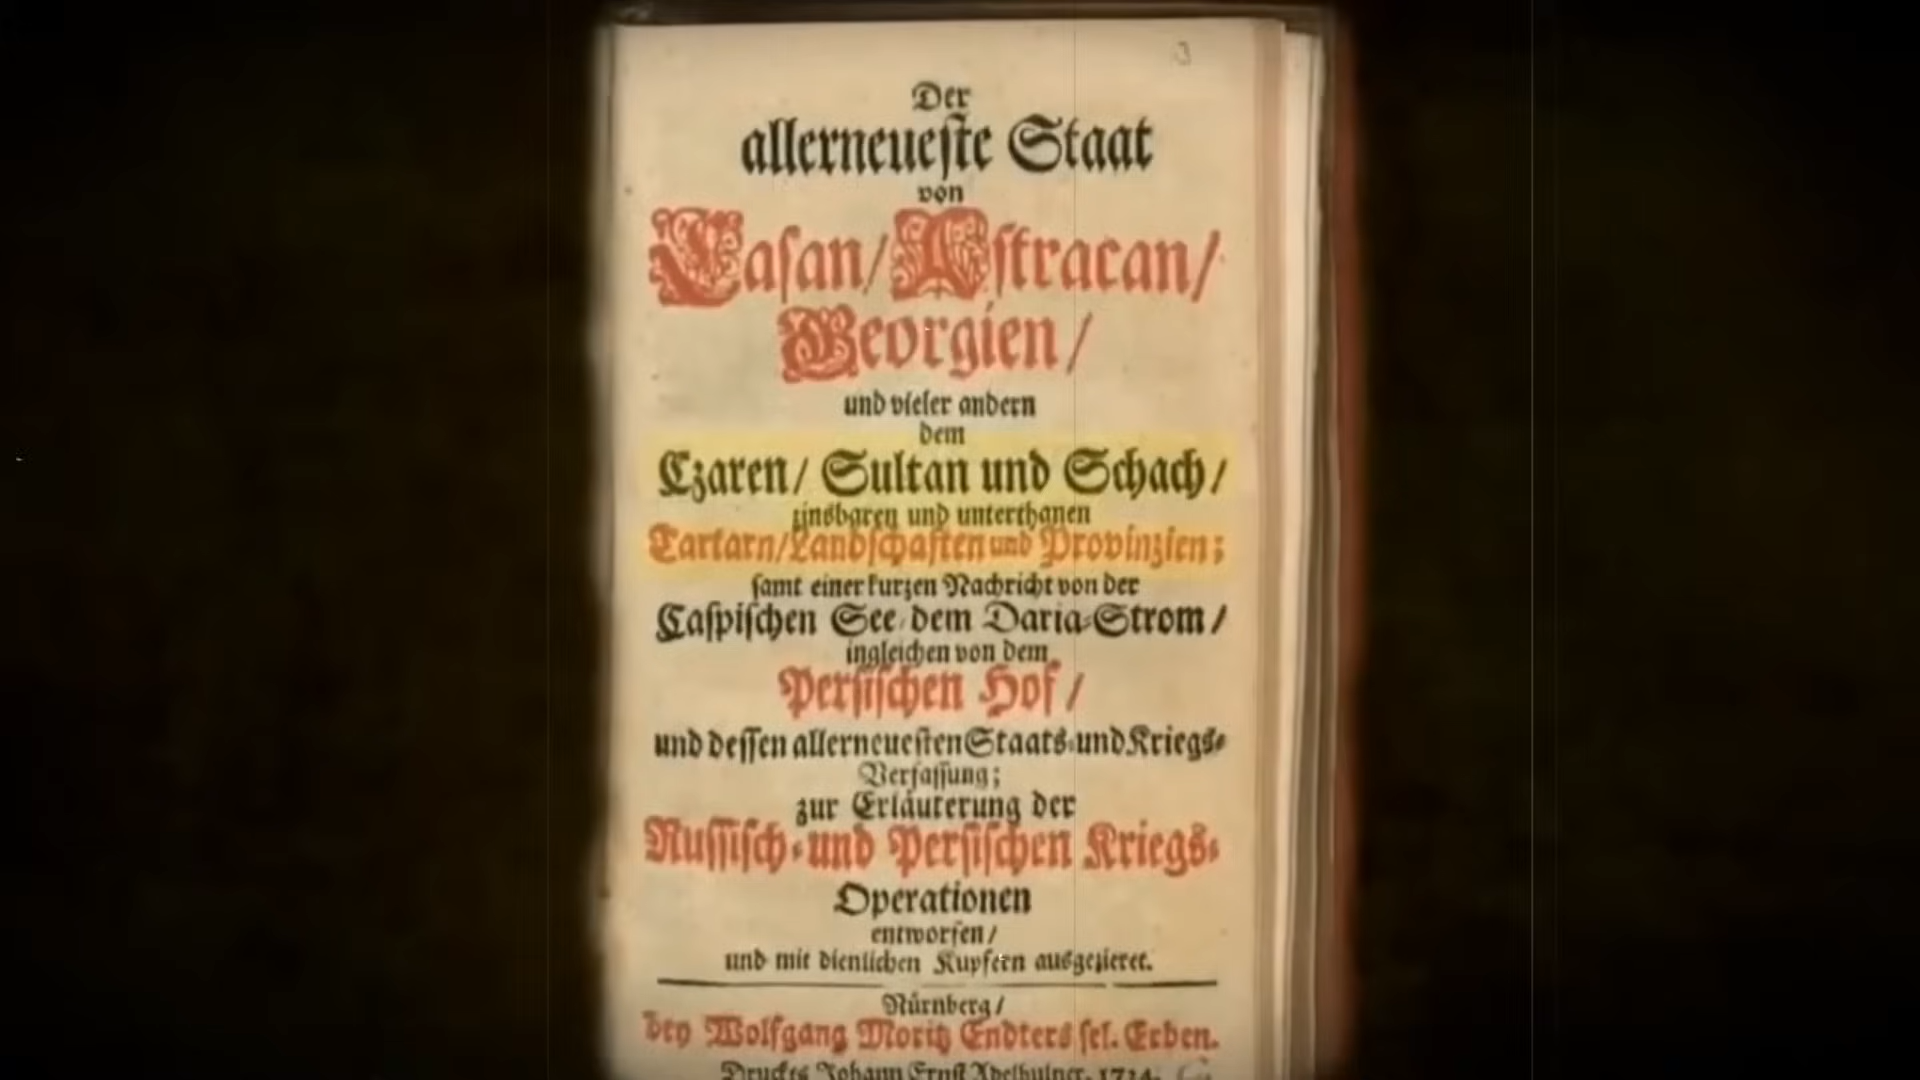 3
Der
allerneueste Staat
von
Casan/ Astracan/
Georgien/
und vieler andern
dem
Czaren/ Sultan und Schach/
zinsbaren und unterthanen
Tartarn/ Landschaften und Provinzien;
samt einer kurzen Nachricht von der
Caspischen See, dem Daria-Strom/
ingleichen von dem
Persischen Hof/
und dessen allerneuesten Staats- und Kriegs-
Verfassung;
zur Erläuterung der
Russisch- und Persischen Kriegs-
Operationen
entworfen/
und mit dienlichen Kupfern ausgezieret.
Nürnberg/
bey Wolfgang Moritz Endters sel. Erben.
Druckts Johann Ernst Adelbulner.